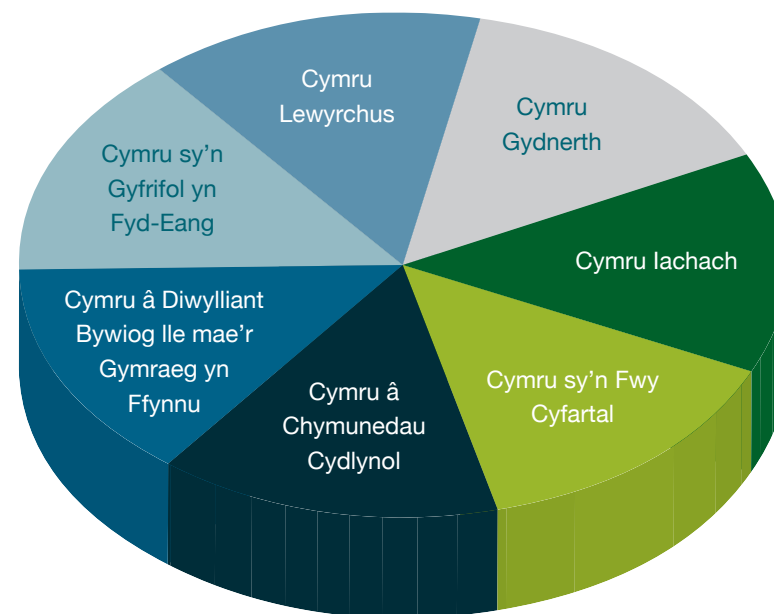 Cymru
Lewyrchus
Cymru
Gydnerth
Cymru Iachach
Cymru sy’n Fwy
Cyfartal
Cymru â
Chymunedau
Cydlynol
Cymru â Diwylliant
Bywiog lle mae’r
Gymraeg yn
Ffynnu
Cymru sy’n
Gyfrifol yn
Fyd-Eang